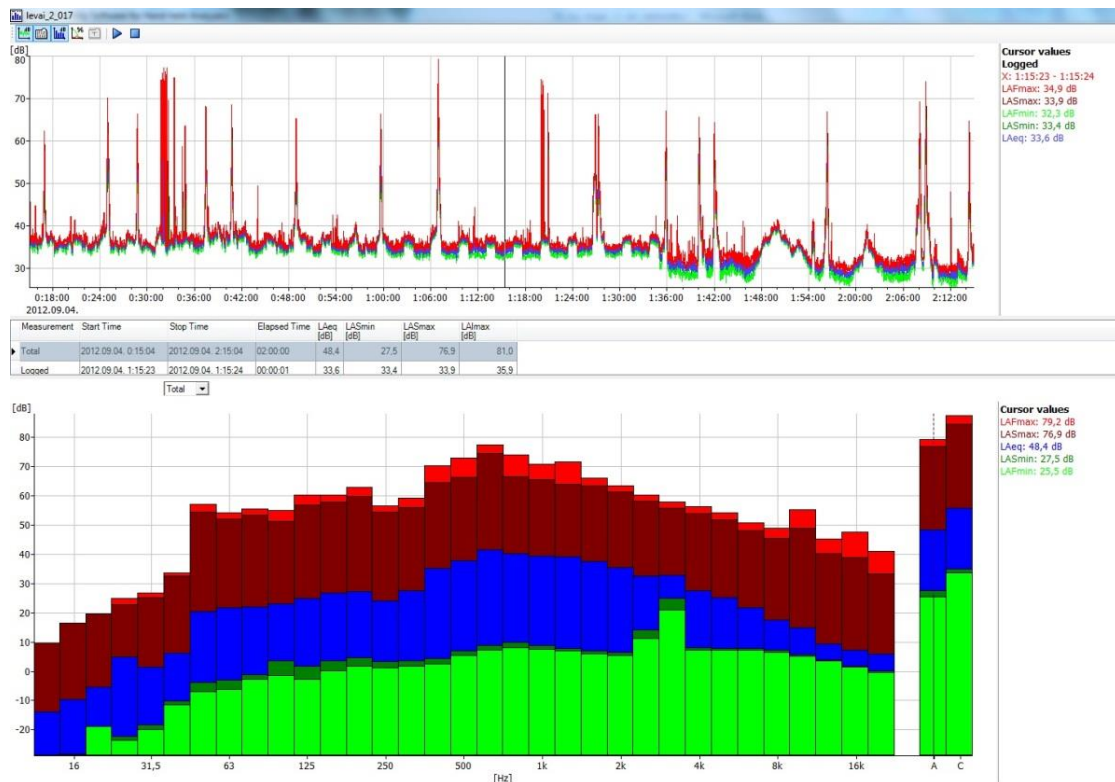 levai_2_017
[dB]
80
70
60
50
40
30
0:18:00 0:24:00 0:30:00 0:36:00 0:42:00 0:48:00 0:54:00 1:00:00 1:06:00 1:12:00 1:18:00 1:24:00 1:30:00 1:36:00 1:42:00 1:48:00 1:54:00 2:00:00 2:06:00 2:12:00
2012.09.04.
Cursor values
Logged
X: 1:15:23 - 1:15:24
LAFmax: 34,9 dB
LASmax: 33,9 dB
LAFmin: 32,3 dB
LASmin: 33,4 dB
LAeq: 33,6 dB
Measurement Start Time Stop Time Elapsed Time LAeq LASmin LASmax LAImax
[dB] [dB] [dB] [dB]
Total 2012.09.04. 0:15:04 2012.09.04. 2:15:04 02:00:00 48,4 27,5 76,9 81,0
Logged 2012.09.04. 1:15:23 2012.09.04. 1:15:24 00:00:01 33,6 33,4 33,9 35,9
Total
[dB]
80
70
60
50
40
30
20
10
0
-10
-20
16 31,5 63 125 250 500 1k 2k 4k 8k 16k A C
[Hz]
Cursor values
LAFmax: 79,2 dB
LASmax: 76,9 dB
LAeq: 48,4 dB
LASmin: 27,5 dB
LAFmin: 25,5 dB